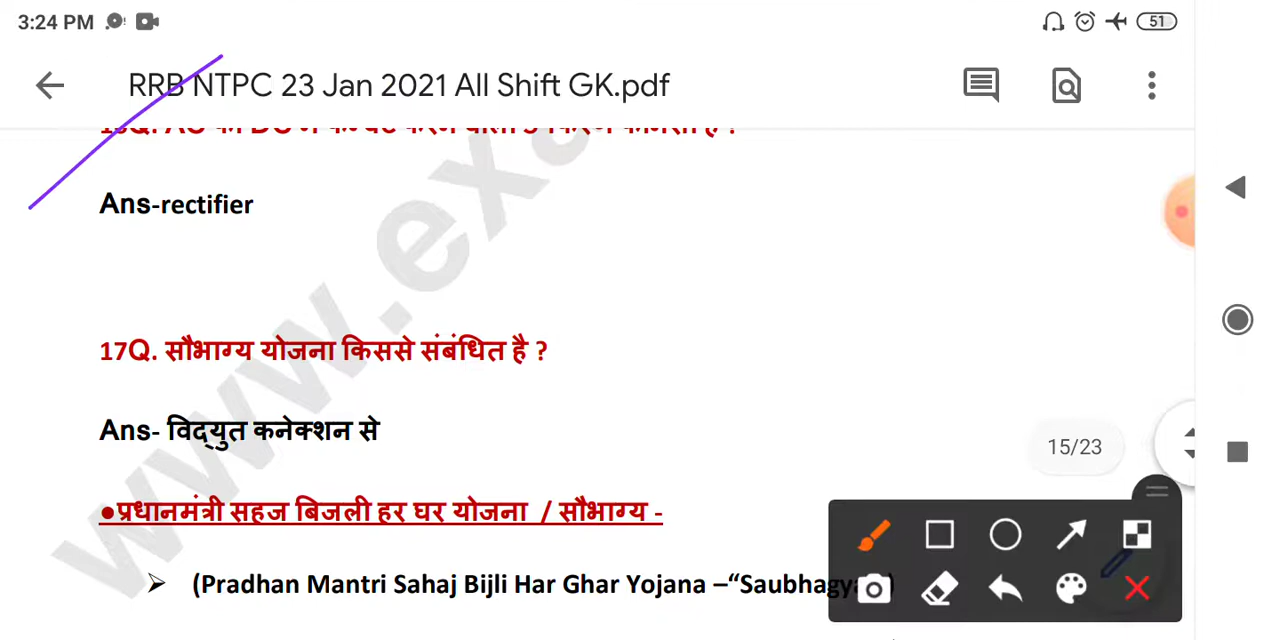 3:24 PM
51
RRB NTPC 23 Jan 2021 All Shift GK.pdf
Ans-rectifier
17Q. सौभाग्य योजना किससे संबंधित है ?
Ans- विद्युत कनेक्शन से
15/23
●प्रधानमंत्री सहज बिजली हर घर योजना / सौभाग्य -
➢ (Pradhan Mantri Sahaj Bijli Har Ghar Yojana –“Saubhagya
www.exa